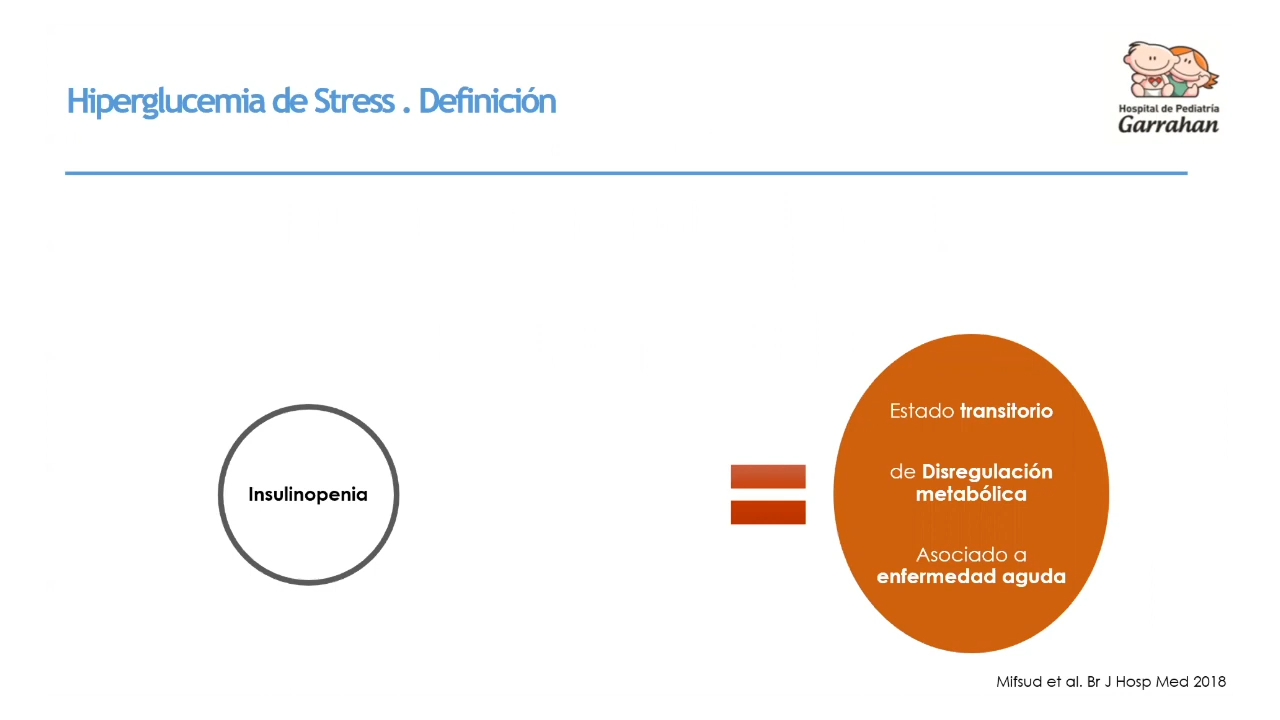 Hiperglucemia de Stress . Definición
Hospital de Pediatría
Garrahan
Insulinopenia
Estado transitorio
de Disregulación
metabólica
Asociado a
enfermedad aguda
Mifsud et al. Br J Hosp Med 2018